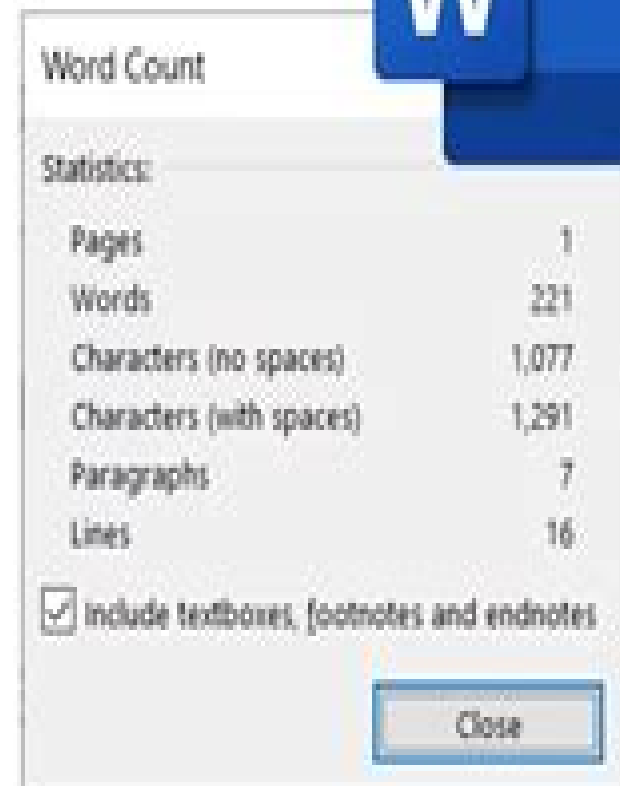 W
Word Count
Statistics:
Pages 1
Words 221
Characters (no spaces) 1,077
Characters (with spaces) 1,291
Paragraphs 7
Lines 16
Include textboxes, footnotes and endnotes
Close